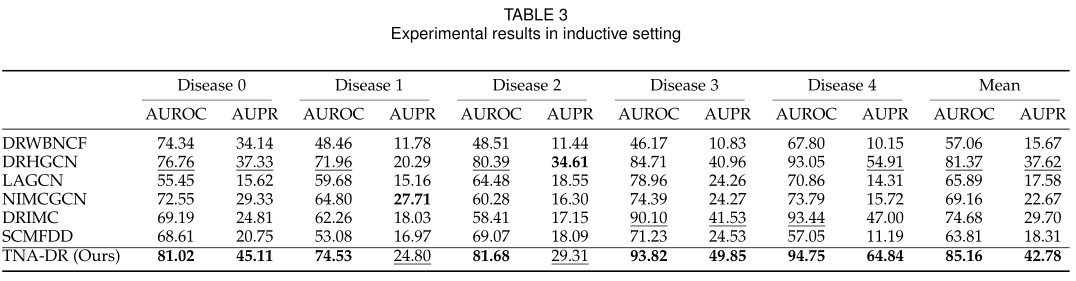 TABLE 3
Experimental results in inductive setting
Disease 0 Disease 1 Disease 2 Disease 3 Disease 4 Mean
AUROC AUPR AUROC AUPR AUROC AUPR AUROC AUPR AUROC AUPR AUROC AUPR
DRWBNCF 74.34 34.14 48.46 11.78 48.51 11.44 46.17 10.83 67.80 10.15 57.06 15.67
DRHGCN 76.76 37.33 71.96 20.29 80.39 34.61 84.71 40.96 93.05 54.91 81.37 37.62
LAGCN 55.45 15.62 59.68 15.16 64.48 18.55 78.96 24.26 70.86 14.31 65.89 17.58
NIMCGCN 72.55 29.33 64.80 27.71 60.28 16.30 74.39 24.27 73.79 15.72 69.16 22.67
DRIMC 69.19 24.81 62.26 18.03 58.41 17.15 90.10 41.53 93.44 47.00 74.68 29.70
SCMFDD 68.61 20.75 53.08 16.97 69.07 18.09 71.23 24.53 57.05 11.19 63.81 18.31
TNA-DR (Ours) 81.02 45.11 74.53 24.80 81.68 29.31 93.82 49.85 94.75 64.84 85.16 42.78